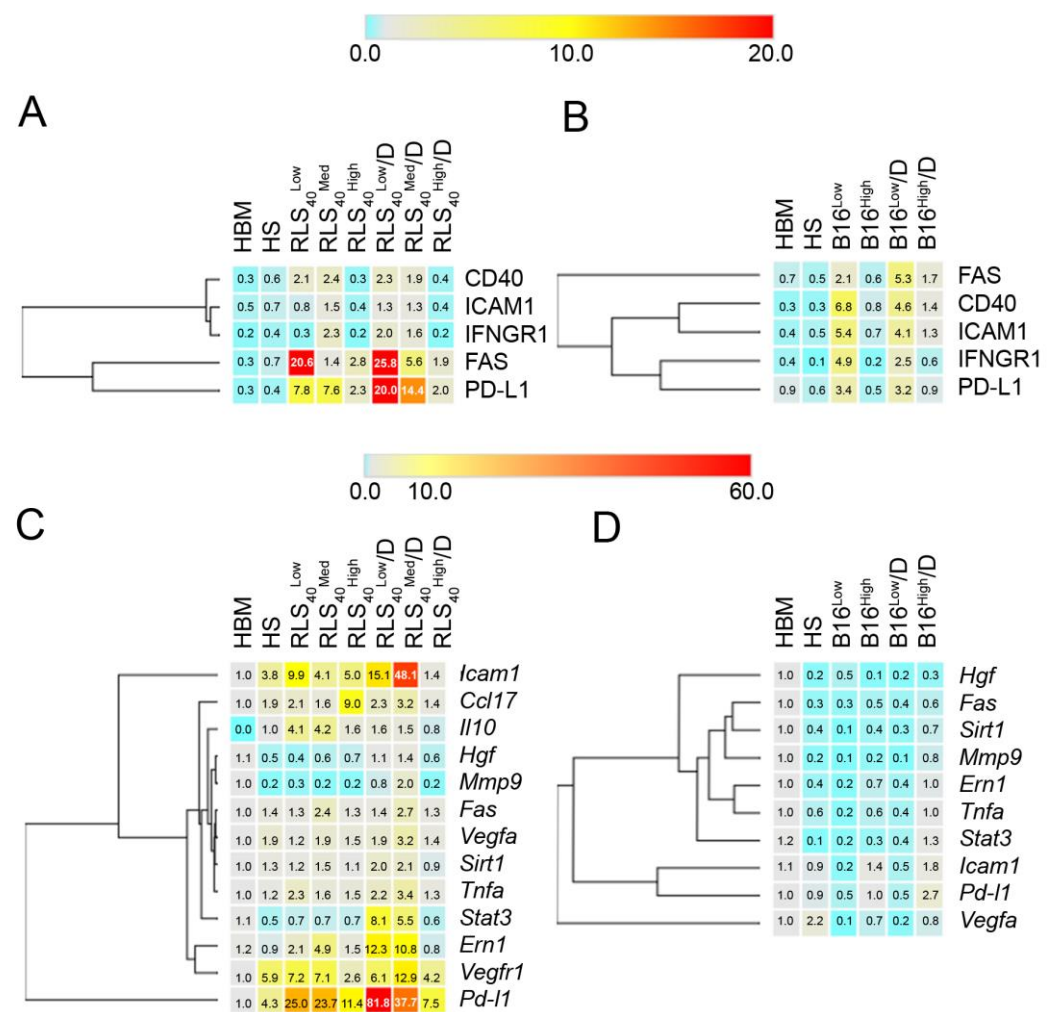 0.0 10.0 20.0
A
B
HBM HS RLS40Low RLS40Med RLS40High RLS40Low/D RLS40Med/D RLS40High/D
0.3 0.6 2.1 2.4 0.3 2.3 1.9 0.4 CD40
0.5 0.7 0.8 1.5 0.4 1.3 1.3 0.4 ICAM1
0.2 0.4 0.3 2.3 0.2 2.0 1.6 0.2 IFNGR1
0.3 0.7 20.6 1.4 2.8 25.8 5.6 1.9 FAS
0.3 0.4 7.8 7.6 2.3 20.0 14.4 2.0 PD-L1
HBM HS B16Low B16High B16Low/D B16High/D
0.7 0.5 2.1 0.6 5.3 1.7 FAS
0.3 0.3 6.8 0.8 4.6 1.4 CD40
0.4 0.5 5.4 0.7 4.1 1.3 ICAM1
0.4 0.1 4.9 0.2 2.5 0.6 IFNGR1
0.9 0.6 3.4 0.5 3.2 0.9 PD-L1
0.0 10.0 60.0
C
D
HBM HS RLS40Low RLS40Med RLS40High RLS40Low/D RLS40Med/D RLS40High/D
1.0 3.8 9.9 4.1 5.0 15.1 48.1 1.4 Icam1
1.0 1.9 2.1 1.6 9.0 2.3 3.2 1.4 Ccl17
0.0 1.0 4.1 4.2 1.6 1.6 1.5 0.8 Il10
1.1 0.5 0.4 0.6 0.7 1.1 1.4 0.6 Hgf
1.0 0.2 0.3 0.2 0.2 0.8 2.0 0.2 Mmp9
1.0 1.4 1.3 2.4 1.3 1.4 2.7 1.3 Fas
1.0 1.9 1.2 1.9 1.5 1.9 3.2 1.4 Vegfa
1.0 1.3 1.2 1.5 1.1 2.0 2.1 0.9 Sirt1
1.0 1.2 2.3 1.6 1.5 2.2 3.4 1.3 Tnfa
1.1 0.5 0.7 0.7 0.7 8.1 5.5 0.6 Stat3
1.2 0.9 2.1 4.9 1.5 12.3 10.8 0.8 Ern1
1.0 5.9 7.2 7.1 2.6 6.1 12.9 4.2 Vegfr1
1.0 4.3 25.0 23.7 11.4 81.8 37.7 7.5 Pd-l1
HBM HS B16Low B16High B16Low/D B16High/D
1.0 0.2 0.5 0.1 0.2 0.3 Hgf
1.0 0.3 0.3 0.5 0.4 0.6 Fas
1.0 0.4 0.1 0.4 0.3 0.7 Sirt1
1.0 0.2 0.1 0.2 0.1 0.8 Mmp9
1.0 0.4 0.2 0.7 0.4 1.0 Ern1
1.0 0.6 0.2 0.6 0.4 1.0 Tnfa
1.2 0.1 0.2 0.3 0.4 1.3 Stat3
1.1 0.9 0.2 1.4 0.5 1.8 Icam1
1.0 0.9 0.5 1.0 0.5 2.7 Pd-l1
1.0 2.2 0.1 0.7 0.2 0.8 Vegfa